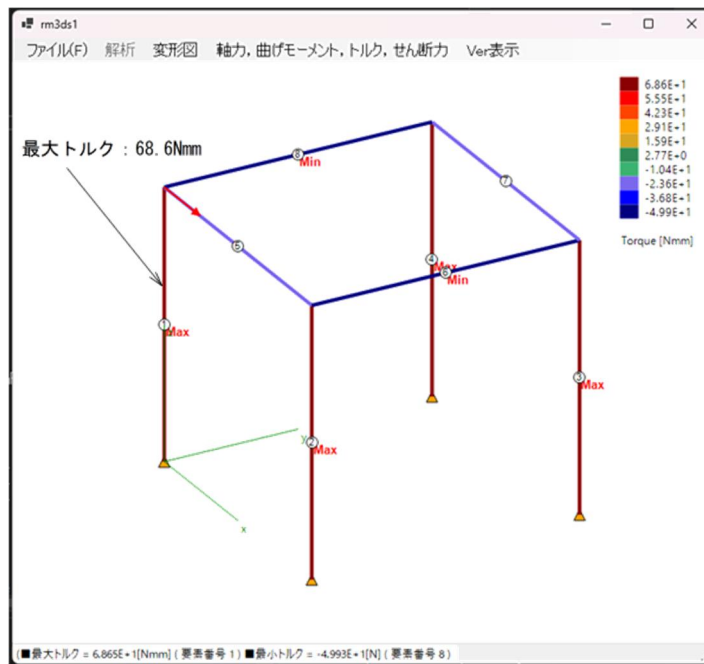 rm3ds1
ファイル(F) 解析 変形図 軸力, 曲げモーメント, トルク, せん断力 Ver表示
最大トルク：68.6Nmm
6.86E+1
5.55E+1
4.23E+1
2.91E+1
1.59E+1
2.77E+0
-1.04E+1
-2.36E+1
-3.68E+1
-4.99E+1
Torque [Nmm]
8
Min
7
5
4
Max
6
Min
1
Max
3
Max
2
Max
y
x
(■最大トルク = 6.865E+1[Nmm] ( 要素番号 1 ) ■最小トルク = -4.993E+1[N] ( 要素番号 8 )